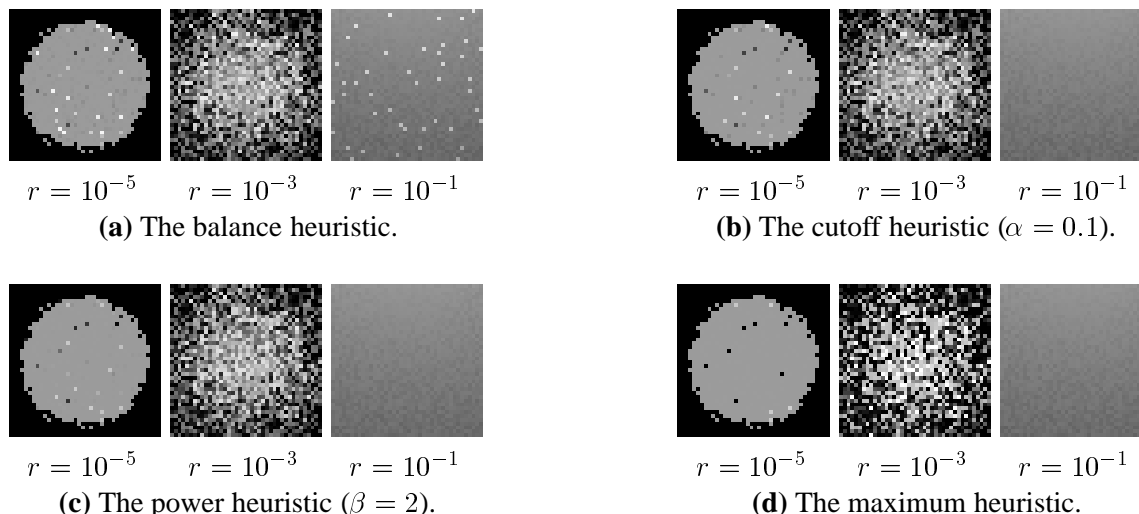 r = 10⁻⁵ r = 10⁻³ r = 10⁻¹
(a) The balance heuristic.
r = 10⁻⁵ r = 10⁻³ r = 10⁻¹
(b) The cutoff heuristic (α = 0.1).
r = 10⁻⁵ r = 10⁻³ r = 10⁻¹
(c) The power heuristic (β = 2).
r = 10⁻⁵ r = 10⁻³ r = 10⁻¹
(d) The maximum heuristic.